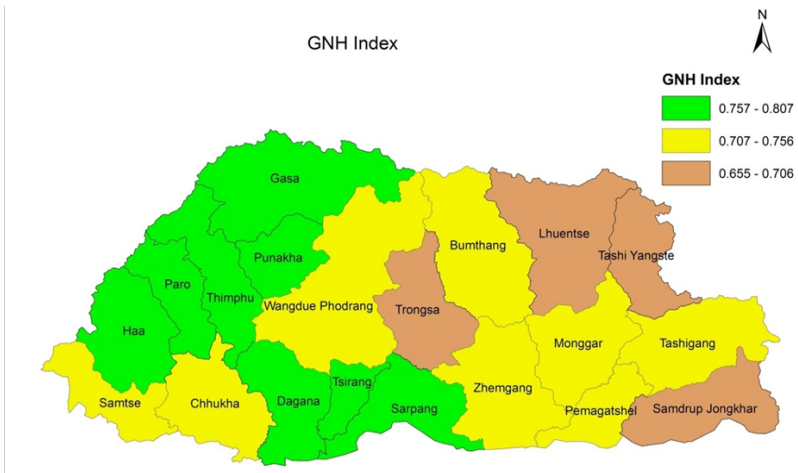 N
GNH Index
GNH Index
0.757 - 0.807
0.707 - 0.756
0.655 - 0.706
Gasa
Punakha
Paro
Thimphu
Haa
Wangdue Phodrang
Bumthang
Lhuentse
Tashi Yangste
Trongsa
Monggar
Tashigang
Samtse
Chhukha
Dagana
Tsirang
Sarpang
Zhemgang
Pemagatshel
Samdrup Jongkhar